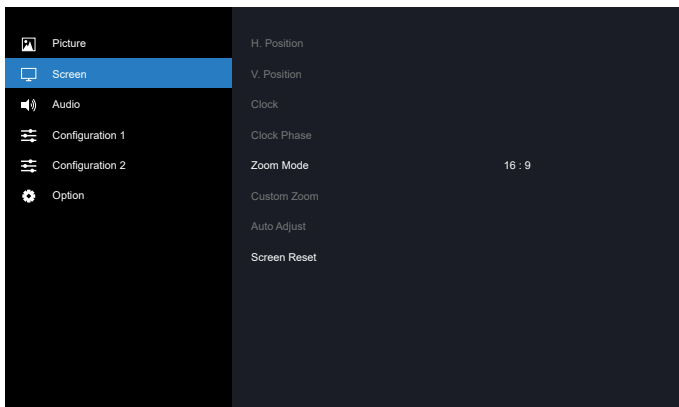 Picture
Screen
Audio
Configuration 1
Configuration 2
Option
H. Position
V. Position
Clock
Clock Phase
Zoom Mode 16 : 9
Custom Zoom
Auto Adjust
Screen Reset